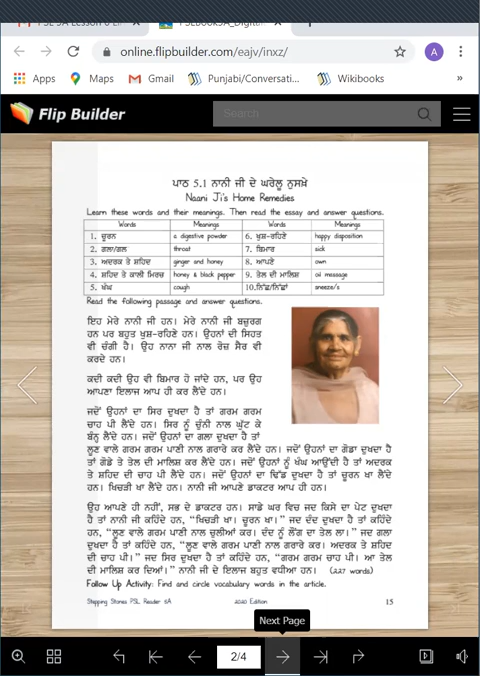 online.flipbuilder.com/eajv/inxz/
A
Apps
Maps
Gmail
Punjabi/Conversati...
Wikibooks
»
Flip Builder
Search
ਪਾਠ 5.1 ਨਾਨੀ ਜੀ ਦੇ ਘਰੇਲੂ ਨੁਸਖ਼ੇ
Naani Ji's Home Remedies
Learn these words and their meanings. Then read the essay and answer questions.
Words Meanings Words Meanings
1. ਚੂਰਨ a digestive powder 6. ਖ਼ੁਸ਼-ਰਹਿਣੇ happy disposition
2. ਗਲਾ/ਗਲ throat 7. ਬਿਮਾਰ sick
3. ਅਦਰਕ ਤੇ ਸ਼ਹਿਦ ginger and honey 8. ਆਪਣੇ own
4. ਸ਼ਹਿਦ ਤੇ ਕਾਲੀ ਮਿਰਚ honey & black pepper 9. ਤੇਲ ਦੀ ਮਾਲਿਸ਼ oil message
5. ਖੰਘ cough 10.ਨਿੱਛ/ਨਿੱਛਾਂ sneeze/s
Read the following passage and answer questions.
ਇਹ ਮੇਰੇ ਨਾਨੀ ਜੀ ਹਨ। ਮੇਰੇ ਨਾਨੀ ਜੀ ਬਜ਼ੁਰਗ
ਹਨ ਪਰ ਬਹੁਤ ਖ਼ੁਸ਼-ਰਹਿਣੇ ਹਨ। ਉਹਨਾਂ ਦੀ ਸਿਹਤ
ਵੀ ਚੰਗੀ ਹੈ। ਉਹ ਨਾਨਾ ਜੀ ਨਾਲ ਰੋਜ਼ ਸੈਰ ਵੀ
ਕਰਦੇ ਹਨ।
ਕਦੀ ਕਦੀ ਉਹ ਵੀ ਬਿਮਾਰ ਹੋ ਜਾਂਦੇ ਹਨ, ਪਰ ਉਹ
ਆਪਣਾ ਇਲਾਜ ਆਪ ਹੀ ਕਰ ਲੈਂਦੇ ਹਨ।
ਜਦੋਂ ਉਹਨਾਂ ਦਾ ਸਿਰ ਦੁਖਦਾ ਹੈ ਤਾਂ ਗਰਮ ਗਰਮ
ਚਾਹ ਪੀ ਲੈਂਦੇ ਹਨ। ਸਿਰ ਨੂੰ ਚੁੰਨੀ ਨਾਲ ਘੁੱਟ ਕੇ
ਬੰਨ੍ਹ ਲੈਂਦੇ ਹਨ। ਜਦੋਂ ਉਹਨਾਂ ਦਾ ਗਲਾ ਦੁਖਦਾ ਹੈ ਤਾਂ
ਲੂਣ ਵਾਲੇ ਗਰਮ ਗਰਮ ਪਾਣੀ ਨਾਲ ਗਰਾਰੇ ਕਰ ਲੈਂਦੇ ਹਨ। ਜਦੋਂ ਉਹਨਾਂ ਦਾ ਗੋਡਾ ਦੁਖਦਾ ਹੈ
ਤਾਂ ਗੋਡੇ ਤੇ ਤੇਲ ਦੀ ਮਾਲਿਸ਼ ਕਰ ਲੈਂਦੇ ਹਨ। ਜਦੋਂ ਉਹਨਾਂ ਨੂੰ ਖੰਘ ਆਉਂਦੀ ਹੈ ਤਾਂ ਅਦਰਕ
ਤੇ ਸ਼ਹਿਦ ਦੀ ਚਾਹ ਪੀ ਲੈਂਦੇ ਹਨ। ਜਦੋਂ ਉਹਨਾਂ ਦਾ ਢਿੱਡ ਦੁਖਦਾ ਹੈ ਤਾਂ ਚੂਰਨ ਖਾ ਲੈਂਦੇ
ਹਨ। ਖਿਚੜੀ ਖਾ ਲੈਂਦੇ ਹਨ। ਨਾਨੀ ਜੀ ਆਪਣੇ ਡਾਕਟਰ ਆਪ ਹੀ ਹਨ।
ਉਹ ਆਪਣੇ ਹੀ ਨਹੀਂ, ਸਭ ਦੇ ਡਾਕਟਰ ਹਨ। ਸਾਡੇ ਘਰ ਵਿਚ ਜਦ ਕਿਸੇ ਦਾ ਪੇਟ ਦੁਖਦਾ
ਹੈ ਤਾਂ ਨਾਨੀ ਜੀ ਕਹਿੰਦੇ ਹਨ, “ਖਿਚੜੀ ਖਾ। ਚੂਰਨ ਖਾ।” ਜਦ ਦੰਦ ਦੁਖਦਾ ਹੈ ਤਾਂ ਕਹਿੰਦੇ
ਹਨ, “ਲੂਣ ਵਾਲੇ ਗਰਮ ਪਾਣੀ ਨਾਲ ਚੁਲੀਆਂ ਕਰ। ਦੰਦ ਨੂੰ ਲੌਂਗ ਦਾ ਤੇਲ ਲਾ।” ਜਦ ਗਲਾ
ਦੁਖਦਾ ਹੈ ਤਾਂ ਕਹਿੰਦੇ ਹਨ, “ਲੂਣ ਵਾਲੇ ਗਰਮ ਪਾਣੀ ਨਾਲ ਗਰਾਰੇ ਕਰ। ਅਦਰਕ ਤੇ ਸ਼ਹਿਦ
ਦੀ ਚਾਹ ਪੀ।” ਜਦ ਸਿਰ ਦੁਖਦਾ ਹੈ ਤਾਂ ਕਹਿੰਦੇ ਹਨ, “ਗਰਮ ਗਰਮ ਚਾਹ ਪੀ। ਆ ਤੇਲ
ਦੀ ਮਾਲਿਸ਼ ਕਰ ਦਿਆਂ।” ਨਾਨੀ ਜੀ ਦੇ ਇਲਾਜ ਬਹੁਤ ਵਧੀਆ ਹਨ। (227 words)
Follow Up Activity: Find and circle vocabulary words in the article.
Stepping Stones PSL Reader 5A 2020 Edition 15
Next Page
2/4